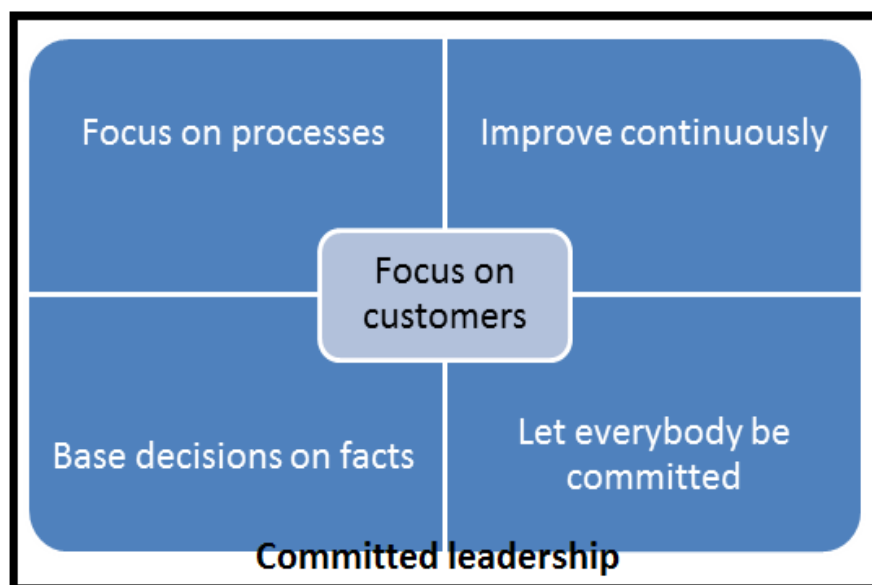 Focus on processes
Improve continuously
Focus on
customers
Base decisions on facts
Let everybody be
committed
Committed leadership